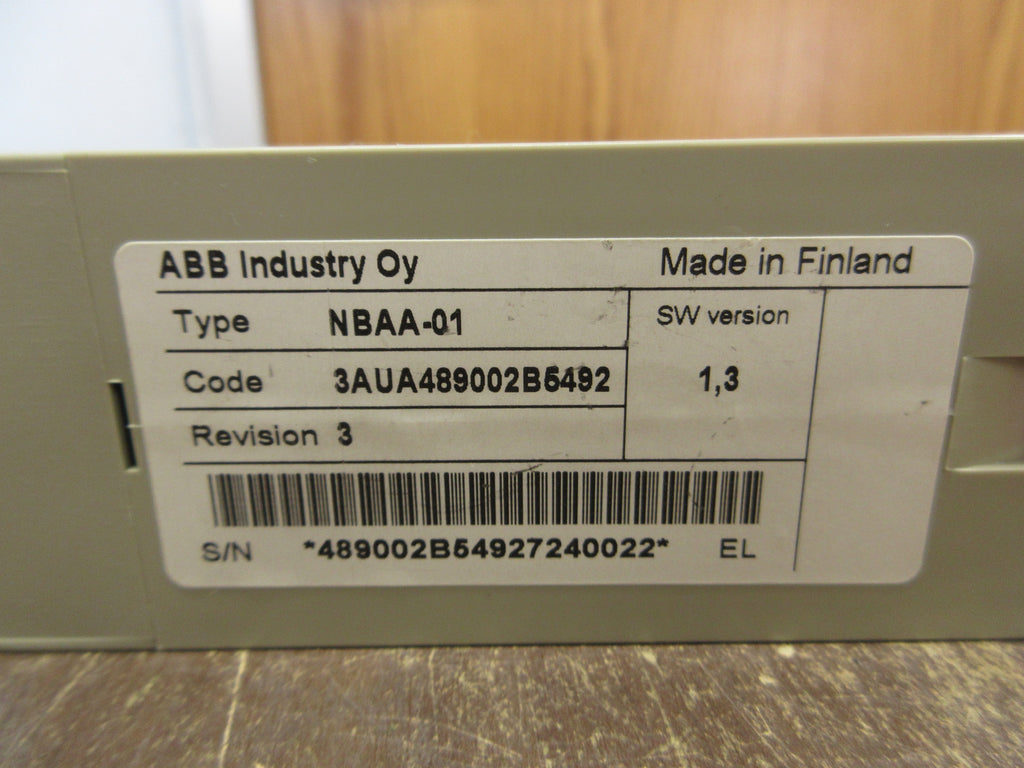 ABB Industry Oy Made in Finland
Type NBAA-01 SW version
Code 3AUA489002B5492 1,3
Revision 3
S/N *489002B54927240022* EL